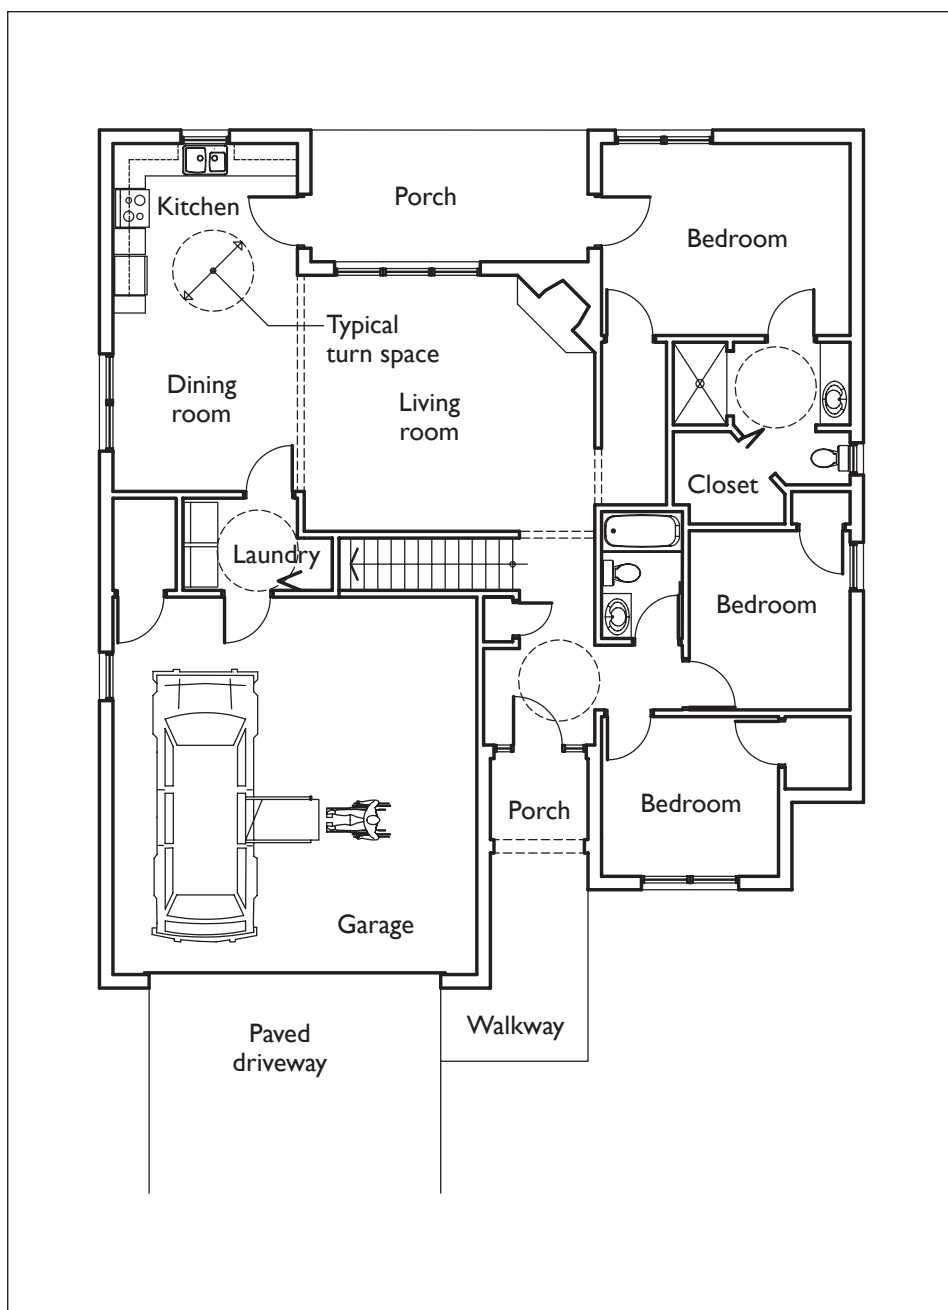 Porch
Kitchen
Bedroom
Typical
turn space
Dining
room
Living
room
Closet
Laundry
Bedroom
Porch
Bedroom
Garage
Walkway
Paved
driveway